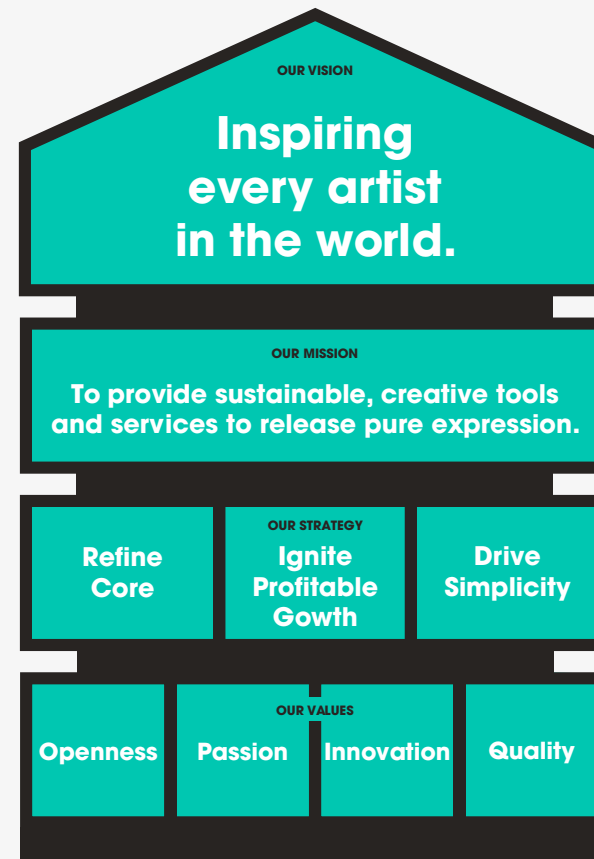 OUR VISION
Inspiring
every artist
in the world.
OUR MISSION
To provide sustainable, creative tools
and services to release pure expression.
OUR STRATEGY
Refine
Core
Ignite
Profitable
Gowth
Drive
Simplicity
OUR VALUES
Openness
Passion
Innovation
Quality